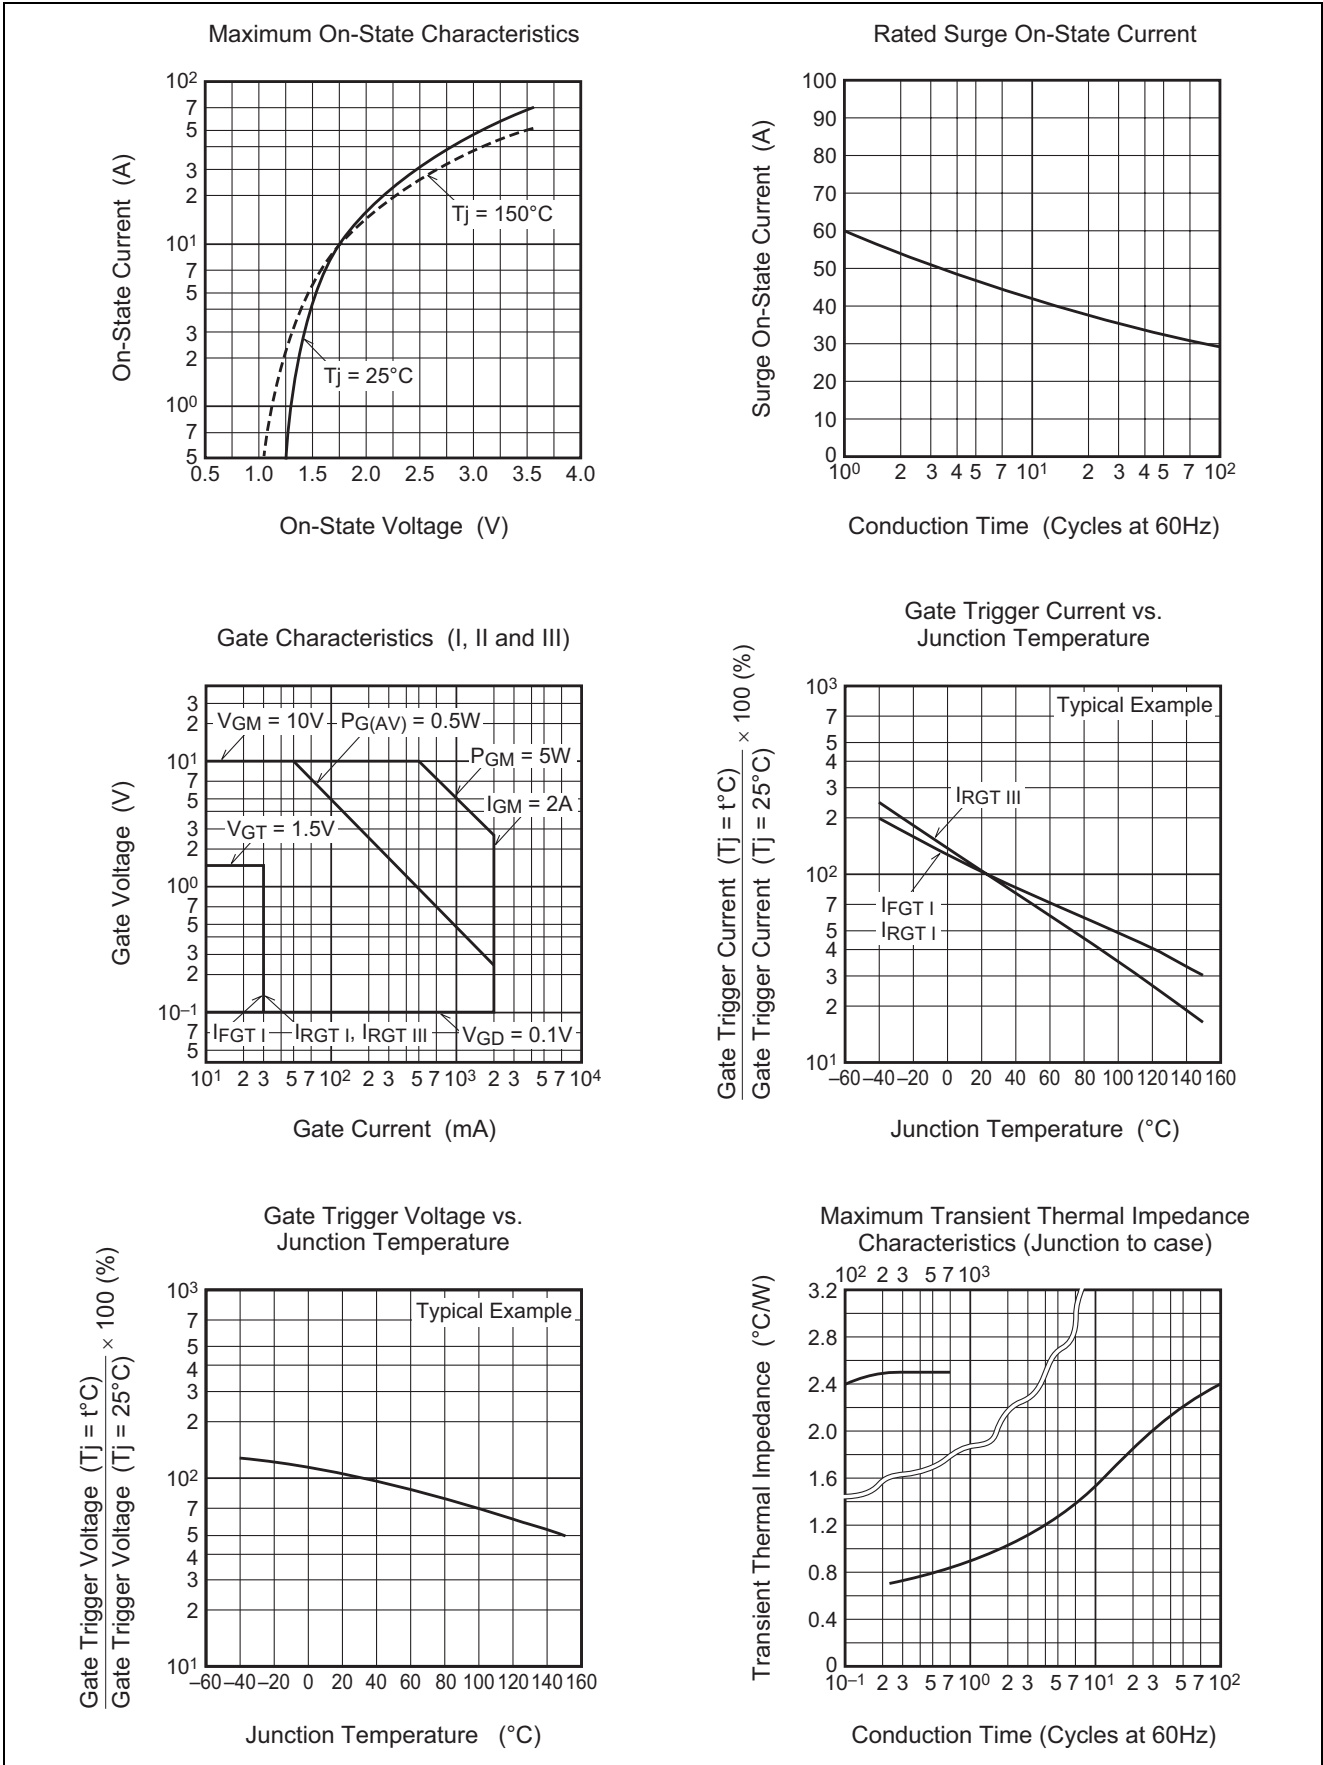 Maximum On-State Characteristics
On-State Current (A)
10²
7
5
3
2
10¹
7
5
3
2
10⁰
7
5
Tj = 150°C
Tj = 25°C
0.5 1.0 1.5 2.0 2.5 3.0 3.5 4.0
On-State Voltage (V)
Rated Surge On-State Current
Surge On-State Current (A)
100
90
80
70
60
50
40
30
20
10
0
10⁰ 2 3 4 5 7 10¹ 2 3 4 5 7 10²
Conduction Time (Cycles at 60Hz)
Gate Characteristics (I, II and III)
Gate Voltage (V)
3
2
10¹
7
5
3
2
10⁰
7
5
3
2
10⁻¹
7
5
VGM = 10V
PG(AV) = 0.5W
PGM = 5W
IGM = 2A
VGT = 1.5V
IFGT I
IRGT I, IRGT III
VGD = 0.1V
10¹ 2 3 5 7 10² 2 3 5 7 10³ 2 3 5 7 10⁴
Gate Current (mA)
Gate Trigger Current vs.
Junction Temperature
Gate Trigger Current (Tj = t°C)
Gate Trigger Current (Tj = 25°C)
× 100 (%)
10³
7
5
4
3
2
10²
7
5
4
3
2
10¹
Typical Example
IRGT III
IFGT I
IRGT I
–60 –40 –20 0 20 40 60 80 100 120 140 160
Junction Temperature (°C)
Gate Trigger Voltage vs.
Junction Temperature
Gate Trigger Voltage (Tj = t°C)
Gate Trigger Voltage (Tj = 25°C)
× 100 (%)
10³
7
5
4
3
2
10²
7
5
4
3
2
10¹
Typical Example
–60 –40 –20 0 20 40 60 80 100 120 140 160
Junction Temperature (°C)
Maximum Transient Thermal Impedance
Characteristics (Junction to case)
Transient Thermal Impedance (°C/W)
10² 2 3 5 7 10³
3.2
2.8
2.4
2.0
1.6
1.2
0.8
0.4
0
10⁻¹ 2 3 5 7 10⁰ 2 3 5 7 10¹ 2 3 5 7 10²
Conduction Time (Cycles at 60Hz)